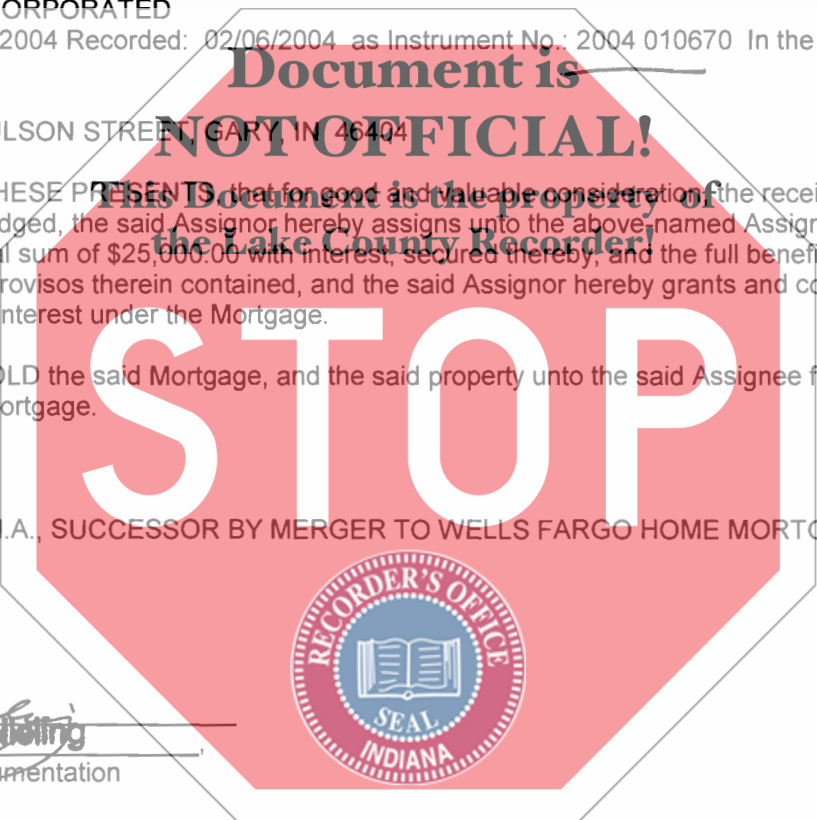 ORPORATED
2004 Recorded: 02/06/2004 as Instrument No.: 2004 010670 In the
Document is
LSON STREET, GARY, IN 46404
NOT OFFICIAL!
HESE PRESENTS, that for good and valuable consideration, the recei
This Document is the property of
dged, the said Assignor hereby assigns unto the above-named Assign
the Lake County Recorder!
l sum of $25,000.00 with interest, secured thereby, and the full benefi
rovisos therein contained, and the said Assignor hereby grants and co
nterest under the Mortgage.
STOP
OLD the said Mortgage, and the said property unto the said Assignee f
ortgage.
N.A., SUCCESSOR BY MERGER TO WELLS FARGO HOME MORTG
RECORDER'S OFFICE
SEAL
INDIANA
mentation